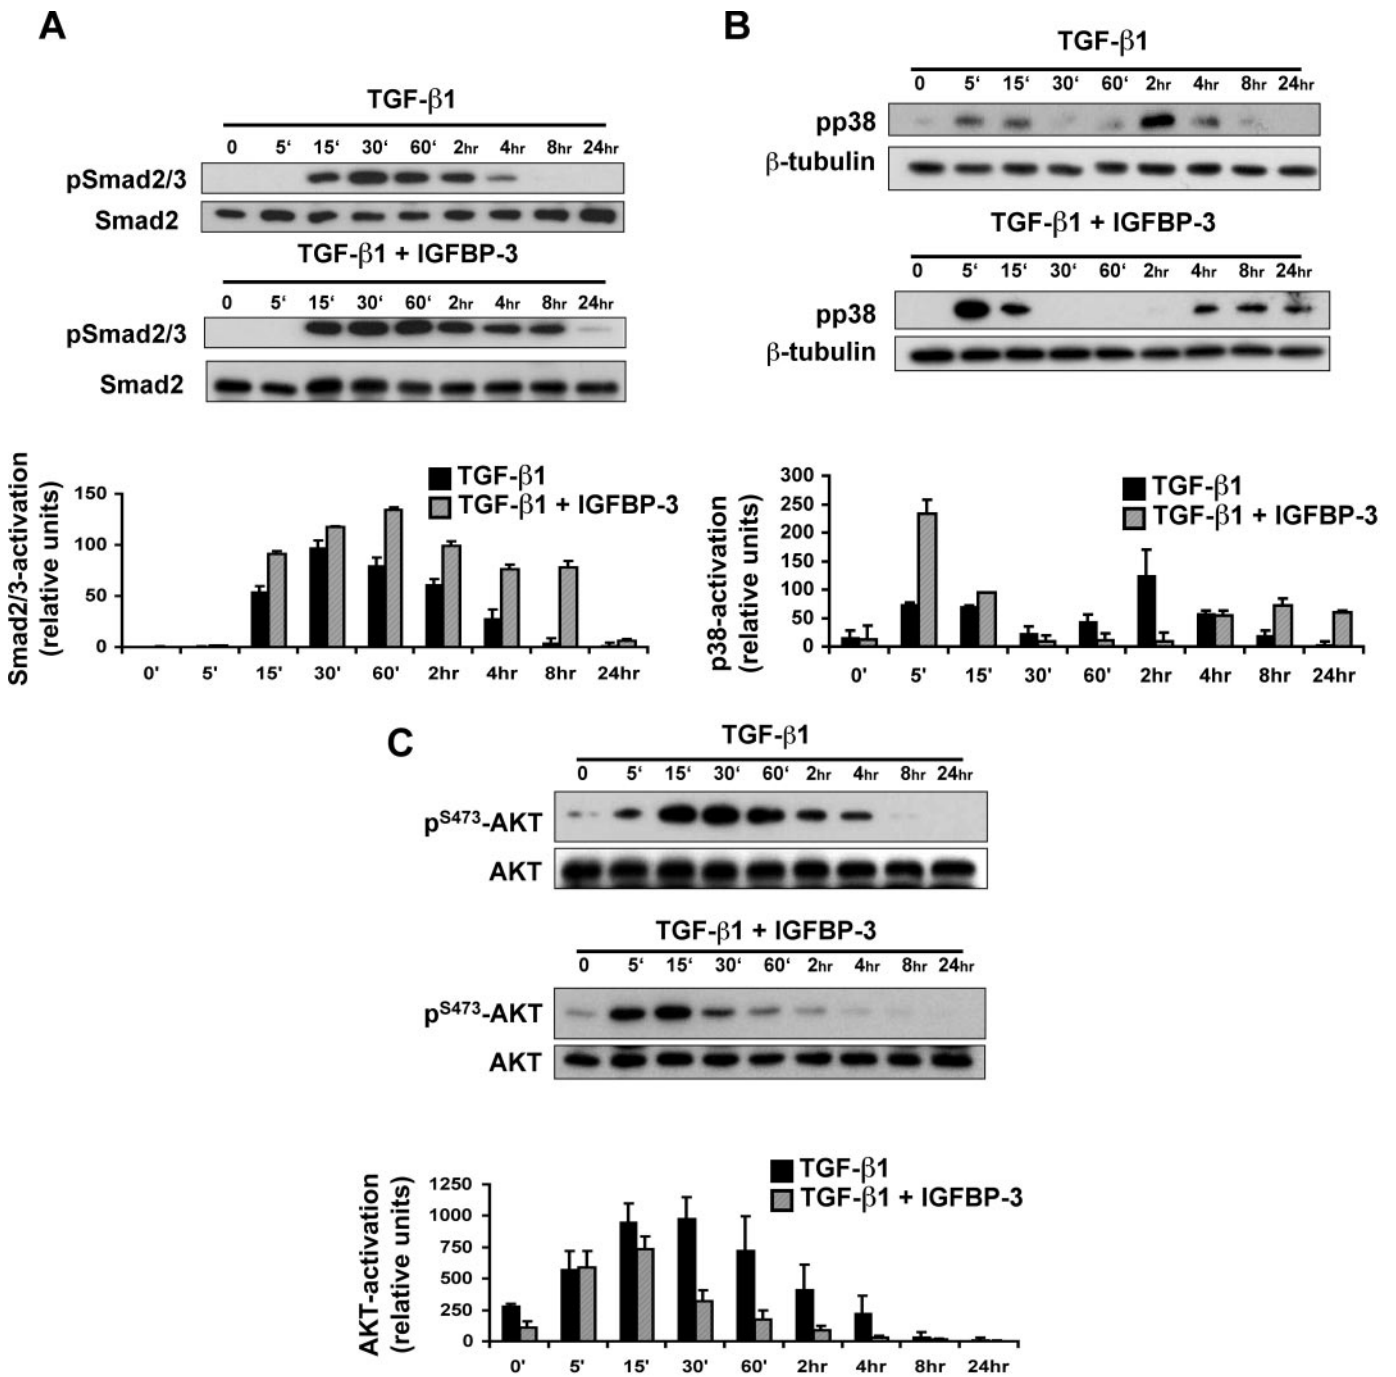 A
TGF-β1
0 5‘ 15‘ 30‘ 60‘ 2hr 4hr 8hr 24hr
pSmad2/3
Smad2
TGF-β1 + IGFBP-3
0 5‘ 15‘ 30‘ 60‘ 2hr 4hr 8hr 24hr
pSmad2/3
Smad2
Smad2/3-activation
(relative units)
150
100
50
0
TGF-β1
TGF-β1 + IGFBP-3
0' 5' 15' 30' 60' 2hr 4hr 8hr 24hr
B
TGF-β1
0 5‘ 15‘ 30‘ 60‘ 2hr 4hr 8hr 24hr
pp38
β-tubulin
TGF-β1 + IGFBP-3
0 5‘ 15‘ 30‘ 60‘ 2hr 4hr 8hr 24hr
pp38
β-tubulin
p38-activation
(relative units)
300
250
200
150
100
50
0
TGF-β1
TGF-β1 + IGFBP-3
0' 5' 15' 30' 60' 2hr 4hr 8hr 24hr
C
TGF-β1
0 5‘ 15‘ 30‘ 60‘ 2hr 4hr 8hr 24hr
pS473-AKT
AKT
TGF-β1 + IGFBP-3
0 5‘ 15‘ 30‘ 60‘ 2hr 4hr 8hr 24hr
pS473-AKT
AKT
AKT-activation
(relative units)
1250
1000
750
500
250
0
TGF-β1
TGF-β1 + IGFBP-3
0' 5' 15' 30' 60' 2hr 4hr 8hr 24hr